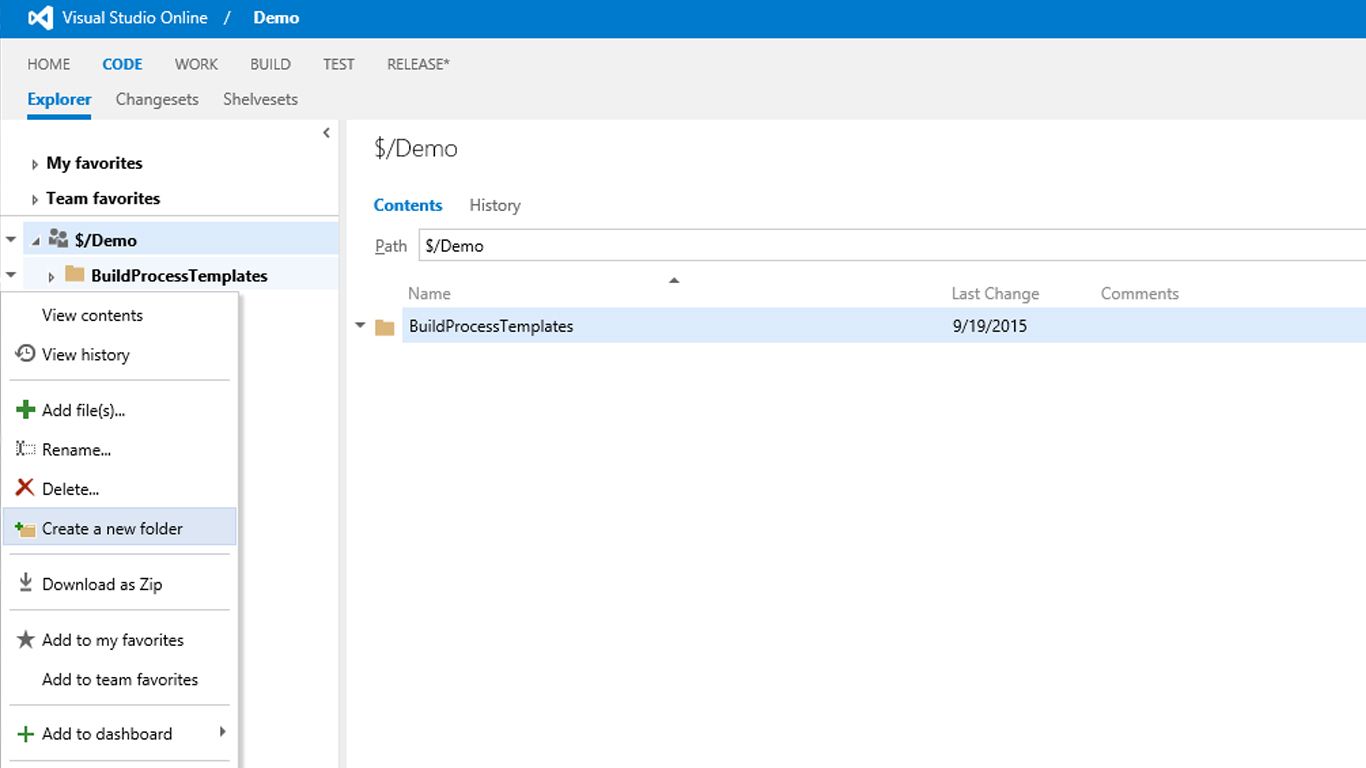 Visual Studio Online / Demo
HOME CODE WORK BUILD TEST RELEASE*
Explorer Changesets Shelvesets
My favorites
Team favorites
$/Demo
BuildProcessTemplates
View contents
View history
Add file(s)...
Rename...
Delete...
Create a new folder
Download as Zip
Add to my favorites
Add to team favorites
Add to dashboard
$/Demo
Contents History
Path $/Demo
Name Last Change Comments
BuildProcessTemplates 9/19/2015